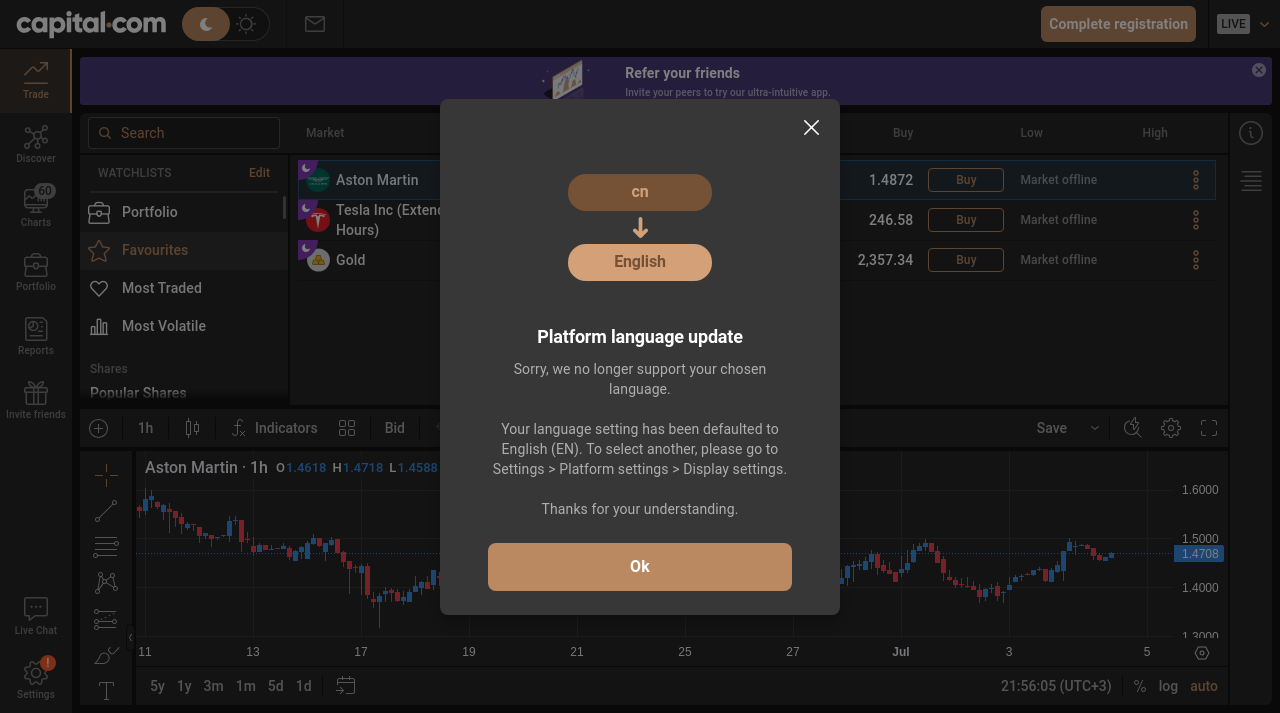 capital.com
Complete registration
LIVE
Trade
Discover
60
Charts
Portfolio
Reports
Invite friends
Live Chat
!
Settings
Refer your friends
Invite your peers to try our ultra-intuitive app.
Search
WATCHLISTS
Edit
Portfolio
Favourites
Most Traded
Most Volatile
Shares
Popular Shares
Market
Buy
Low
High
Aston Martin
1.4872
Buy
Market offline
Tesla Inc (Extend
Hours)
246.58
Buy
Market offline
Gold
2,357.34
Buy
Market offline
cn
English
Platform language update
Sorry, we no longer support your chosen
language.
Your language setting has been defaulted to
English (EN). To select another, please go to
Settings > Platform settings > Display settings.
Thanks for your understanding.
Ok
1h
Indicators
Bid
Save
Aston Martin · 1h
O1.4618 H1.4718 L1.4588
1.6000
1.5000
1.4708
1.4000
1.3000
11 13 17 19 21 25 27 Jul 3 5
5y 1y 3m 1m 5d 1d
21:56:05 (UTC+3)
% log auto